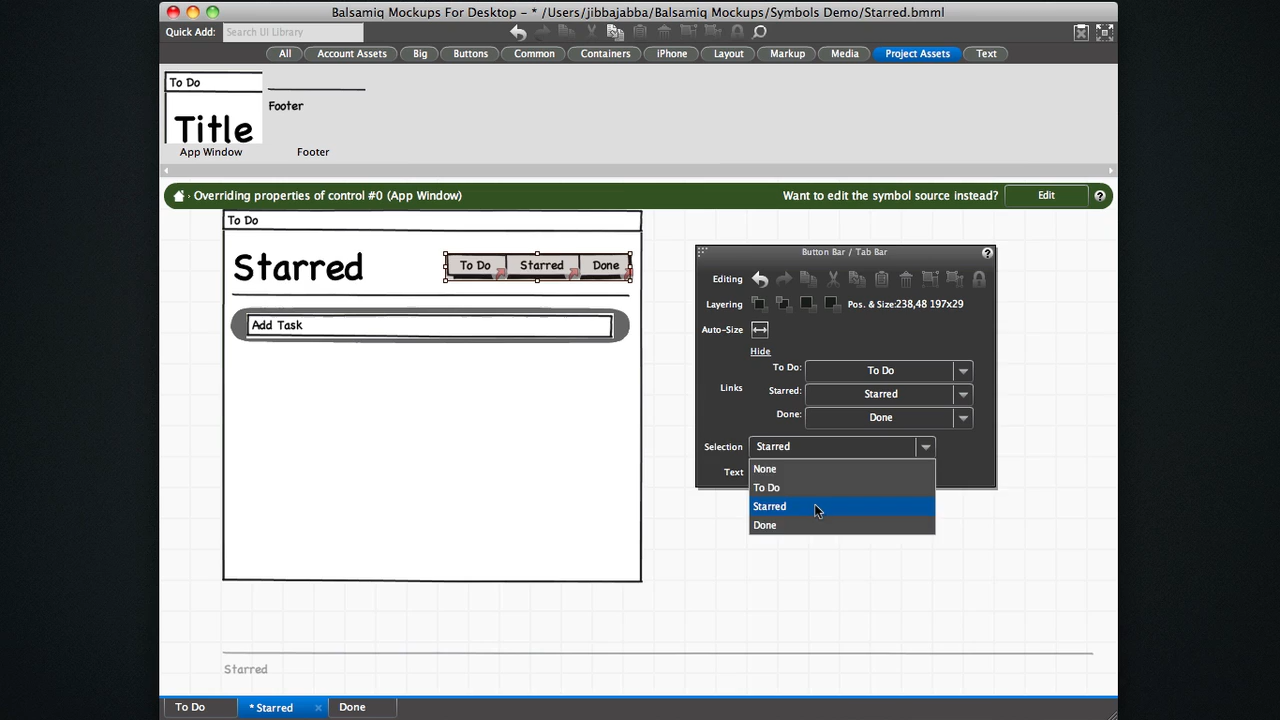 Balsamiq Mockups For Desktop - * /Users/jibbajabba/Balsamiq Mockups/Symbols Demo/Starred.bmml
Quick Add: Search UI Library
All Account Assets Big Buttons Common Containers iPhone Layout Markup Media Project Assets Text
To Do
Title
App Window
Footer
Footer
Overriding properties of control #0 (App Window) Want to edit the symbol source instead? Edit ?
To Do
Starred To Do Starred Done
Add Task
Button Bar / Tab Bar ?
Editing
Layering Pos. & Size:238,48 197x29
Auto-Size
Hide
Links
To Do: To Do
Starred: Starred
Done: Done
Selection Starred
Text
None
To Do
Starred
Done
Starred
To Do * Starred × Done